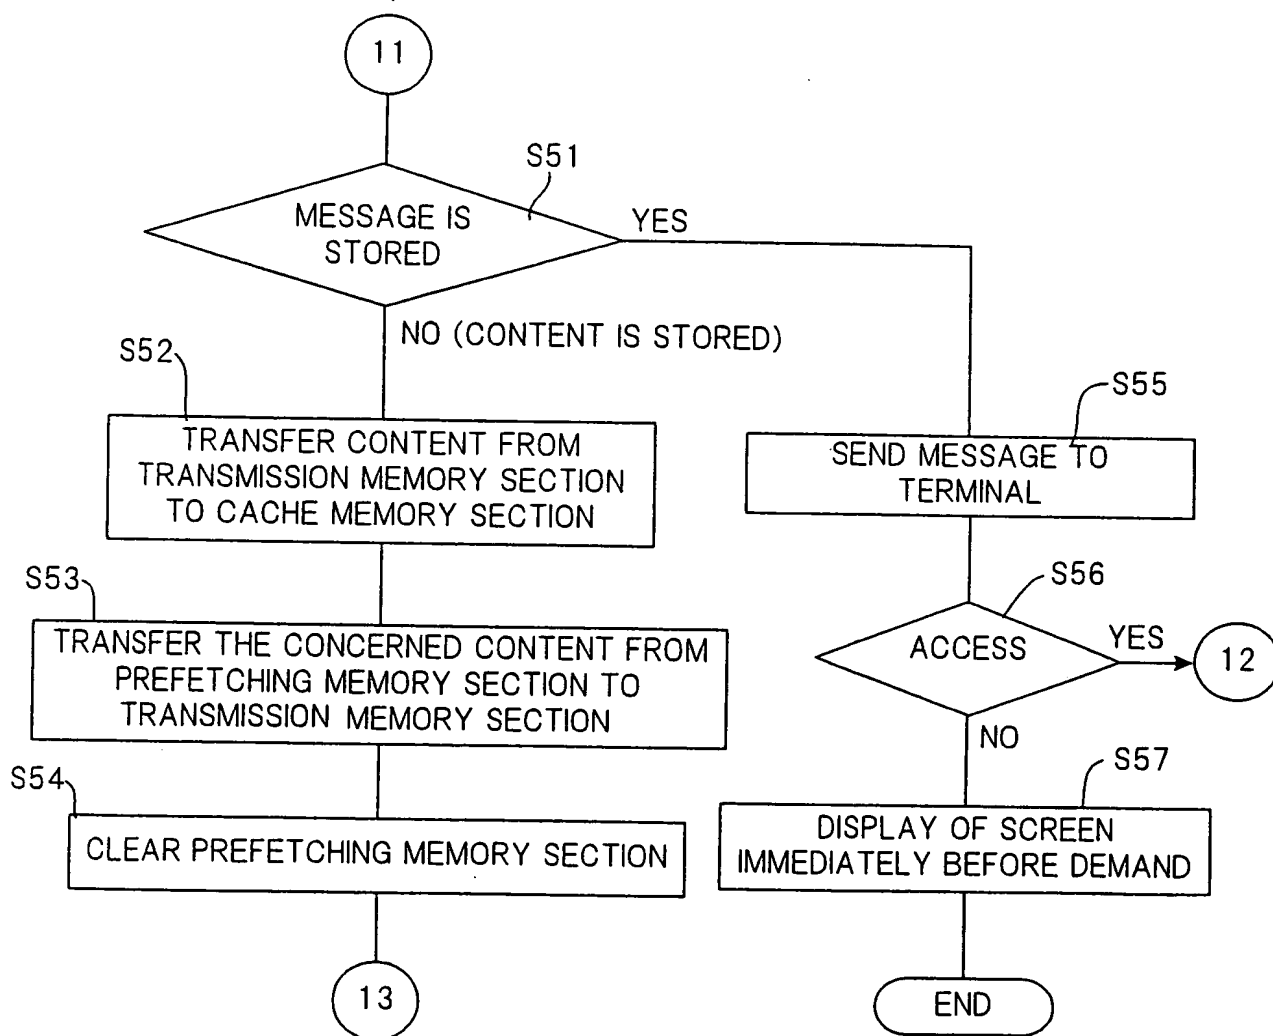 11
S51
MESSAGE IS
STORED
YES
NO (CONTENT IS STORED)
S52
TRANSFER CONTENT FROM
TRANSMISSION MEMORY SECTION
TO CACHE MEMORY SECTION
S55
SEND MESSAGE TO
TERMINAL
S53
TRANSFER THE CONCERNED CONTENT FROM
PREFETCHING MEMORY SECTION TO
TRANSMISSION MEMORY SECTION
S56
ACCESS
YES
12
NO
S54
CLEAR PREFETCHING MEMORY SECTION
S57
DISPLAY OF SCREEN
IMMEDIATELY BEFORE DEMAND
13
END